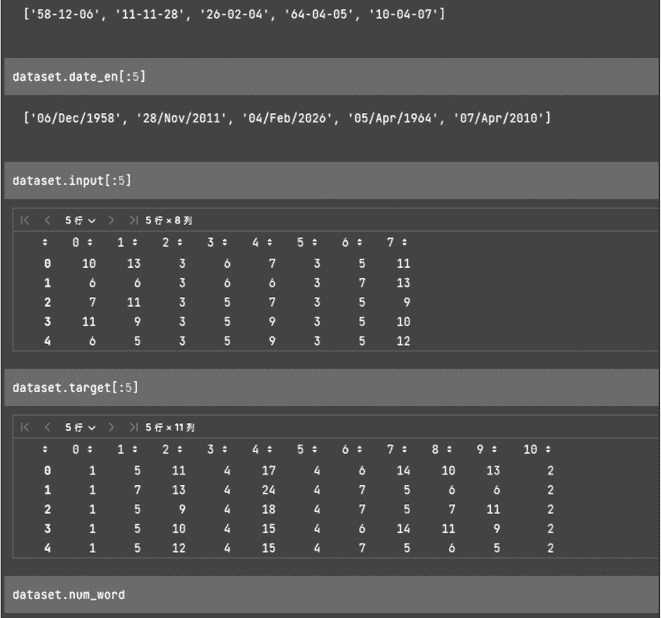 ['58-12-06', '11-11-28', '26-02-04', '64-04-05', '10-04-07']
dataset.date_en[:5]
['06/Dec/1958', '28/Nov/2011', '04/Feb/2026', '05/Apr/1964', '07/Apr/2010']
dataset.input[:5]
5 行 5 行 × 8 列
0 1 2 3 4 5 6 7
0 10 13 3 6 7 3 5 11
1 6 6 3 6 6 3 7 13
2 7 11 3 5 7 3 5 9
3 11 9 3 5 9 3 5 10
4 6 5 3 5 9 3 5 12
dataset.target[:5]
5 行 5 行 × 11 列
0 1 2 3 4 5 6 7 8 9 10
0 1 5 11 4 17 4 6 14 10 13 2
1 1 7 13 4 24 4 7 5 6 6 2
2 1 5 9 4 18 4 7 5 7 11 2
3 1 5 10 4 15 4 6 14 11 9 2
4 1 5 12 4 15 4 7 5 6 5 2
dataset.num_word